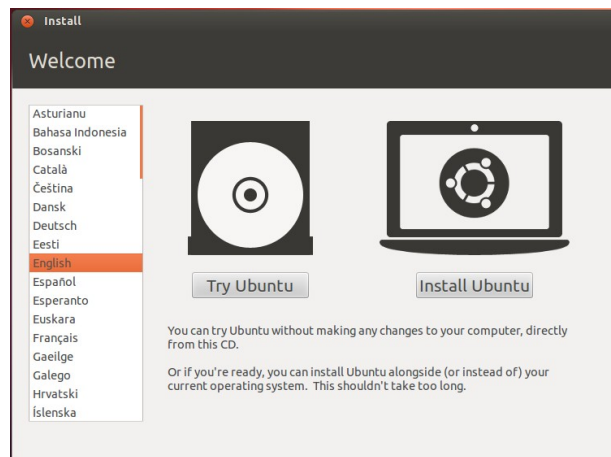 Install
Welcome
Asturianu
Bahasa Indonesia
Bosanski
Català
Čeština
Dansk
Deutsch
Eesti
English
Español
Esperanto
Euskara
Français
Gaeilge
Galego
Hrvatski
Íslenska
Try Ubuntu
Install Ubuntu
You can try Ubuntu without making any changes to your computer, directly
from this CD.
Or if you're ready, you can install Ubuntu alongside (or instead of) your
current operating system. This shouldn't take too long.